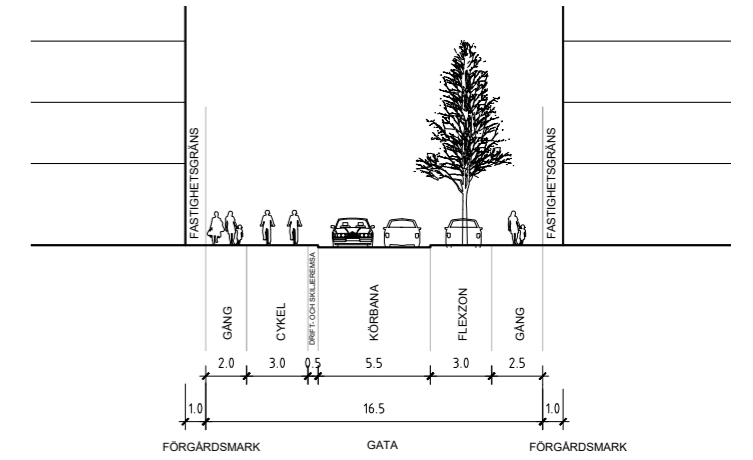 FASTIGHETSGRÄNS
FASTIGHETSGRÄNS
GÅNG
CYKEL
DRIFT- OCH SKILJEREMSA
KÖRBANA
FLEXZON
GÅNG
2.0 3.0 0.5 5.5 3.0 2.5
1.0 16.5 1.0
FÖRGÅRDSMARK GATA FÖRGÅRDSMARK